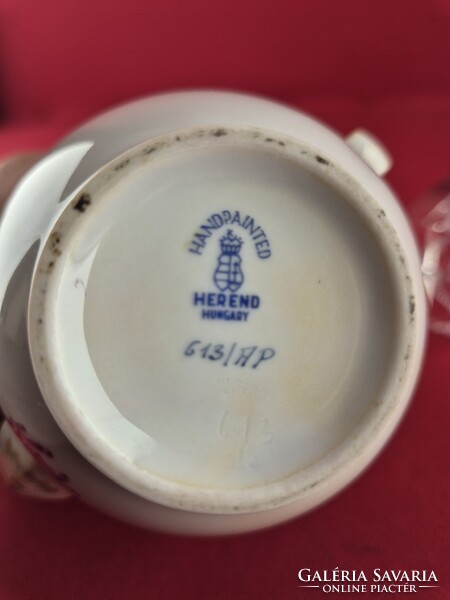 HANDPAINTED
HEREND
HUNGARY
613/AP
GALÉRIA SAVARIA
ONLINE PIACTÉR